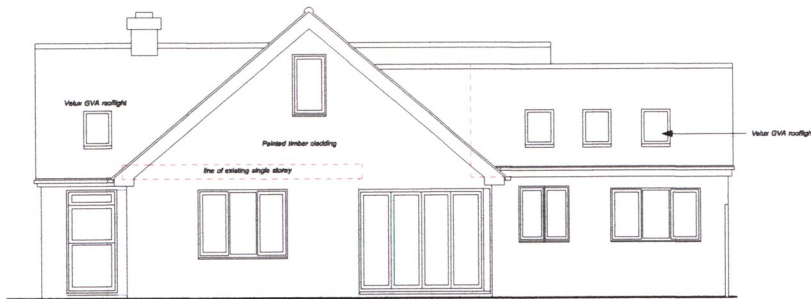 Velux GVA rooflight
Painted timber cladding
line of existing single storey
Velux GVA rooflight